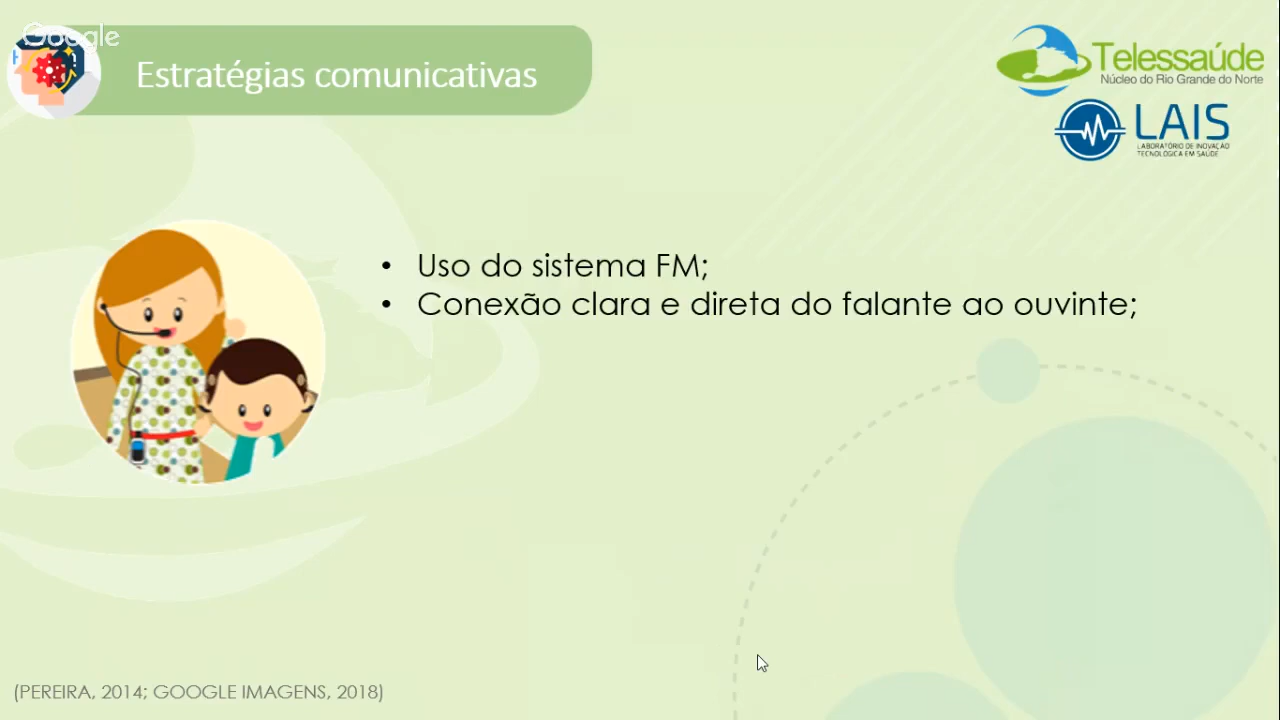 Google
Estratégias comunicativas
Telessaúde
Núcleo do Rio Grande do Norte
LAIS
LABORATÓRIO DE INOVAÇÃO
TECNOLÓGICA EM SAÚDE
• Uso do sistema FM;
• Conexão clara e direta do falante ao ouvinte;
(PEREIRA, 2014; GOOGLE IMAGENS, 2018)